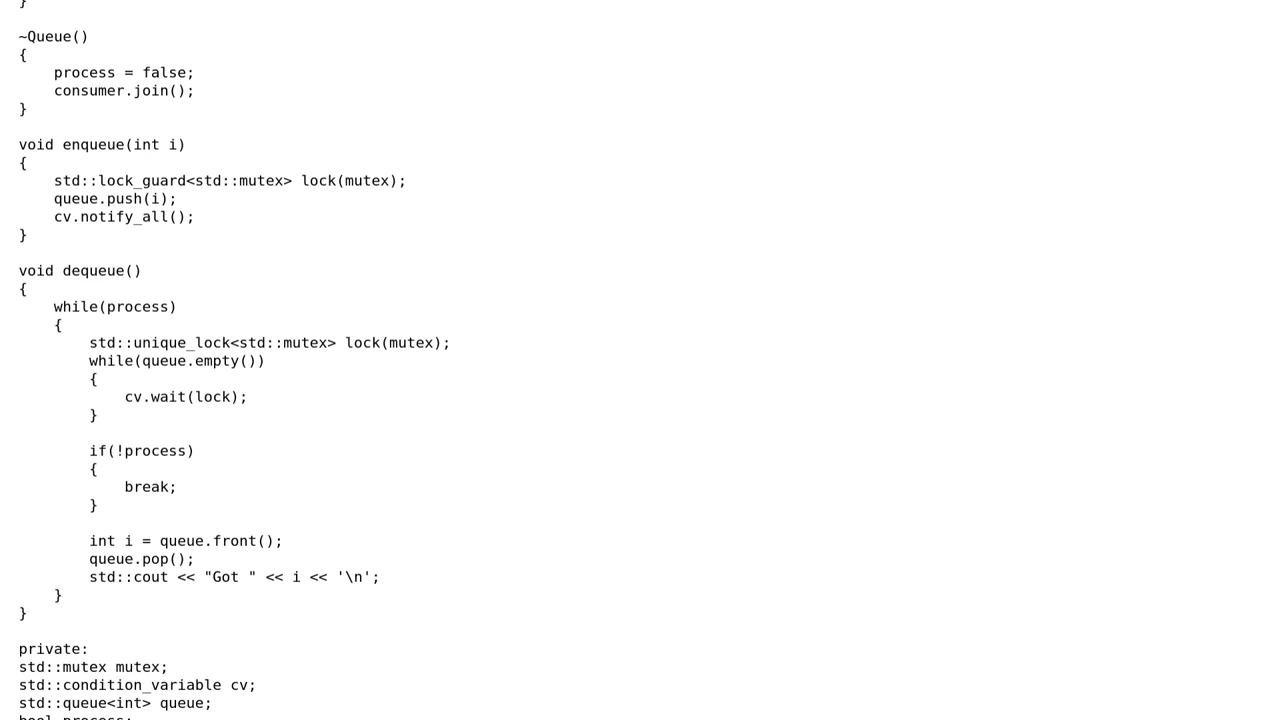 }

~Queue()
{
    process = false;
    consumer.join();
}

void enqueue(int i)
{
    std::lock_guard<std::mutex> lock(mutex);
    queue.push(i);
    cv.notify_all();
}

void dequeue()
{
    while(process)
    {
        std::unique_lock<std::mutex> lock(mutex);
        while(queue.empty())
        {
            cv.wait(lock);
        }

        if(!process)
        {
            break;
        }

        int i = queue.front();
        queue.pop();
        std::cout << "Got " << i << '\n';
    }
}

private:
std::mutex mutex;
std::condition_variable cv;
std::queue<int> queue;
bool process;